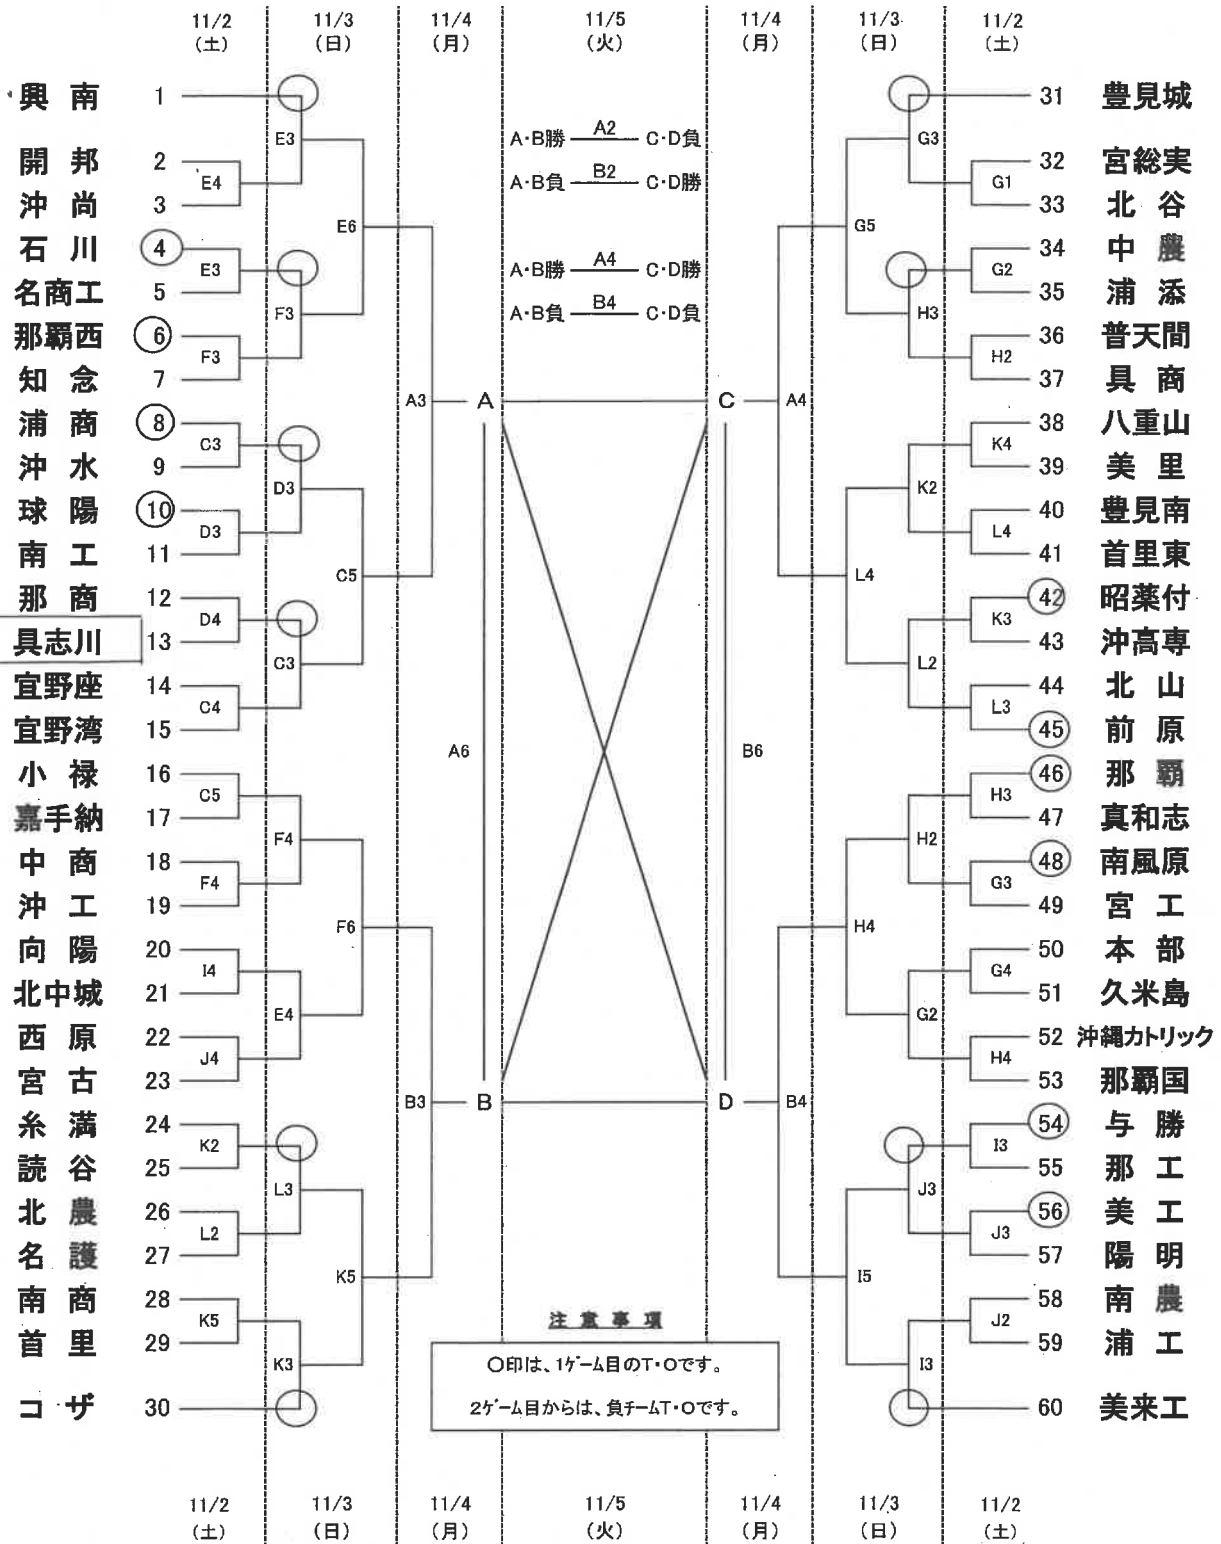 11/2 11/3 11/4 11/5 11/4 11/3 11/2
(土) (日) (月) (火) (月) (日) (土)
興南 1 31 豊見城
E3 A・B勝 A2 C・D負 G3
開邦 2 32 宮総実
E4 A・B負 B2 C・D勝 G1
沖尚 3 33 北谷
E6 G5
石川 4 34 中農
E3 A・B勝 A4 C・D勝 G2
名商工 5 35 浦添
F3 A・B負 B4 C・D負 H3
那覇西 6 36 普天間
F3 H2
知念 7 37 具商
A3 A C A4
浦商 8 38 八重山
C3 K4
沖水 9 39 美里
D3 K2
球陽 10 40 豊見南
D3 L4
南工 11 41 首里東
C5 L4
那商 12 42 昭薬付
D4 K3
具志川 13 43 沖高専
C3 L2
宜野座 14 44 北山
C4 L3
宜野湾 15 45 前原
A6 B6
小禄 16 46 那覇
C5 H3
嘉手納 17 47 真和志
F4 H2
中商 18 48 南風原
F4 G3
沖工 19 49 宮工
F6 H4
向陽 20 50 本部
I4 G4
北中城 21 51 久米島
E4 G2
西原 22 52 沖縄カトリック
J4 H4
宮古 23 53 那覇国
B3 B D B4
糸満 24 54 与勝
K2 I3
読谷 25 55 那工
L3 J3
北農 26 56 美工
L2 J3
名護 27 57 陽明
K5 I5
南商 28 58 南農
K5 注意事項 J2
首里 29 59 浦工
K3 〇印は、1ゲーム目のT・Oです。 I3
コザ 30 2ゲーム目からは、負チームT・Oです。 60 美来工
11/2 11/3 11/4 11/5 11/4 11/3 11/2
(土) (日) (月) (火) (月) (日) (土)